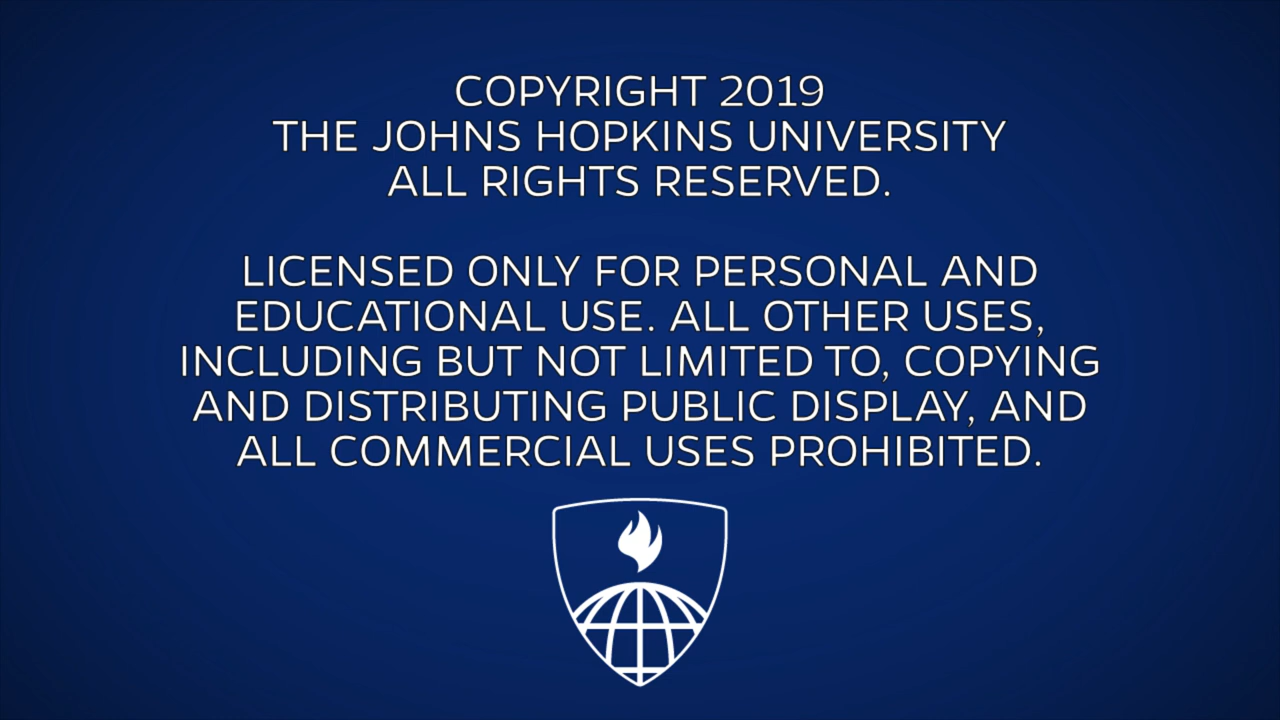 COPYRIGHT 2019
THE JOHNS HOPKINS UNIVERSITY
ALL RIGHTS RESERVED.
LICENSED ONLY FOR PERSONAL AND
EDUCATIONAL USE. ALL OTHER USES,
INCLUDING BUT NOT LIMITED TO, COPYING
AND DISTRIBUTING PUBLIC DISPLAY, AND
ALL COMMERCIAL USES PROHIBITED.